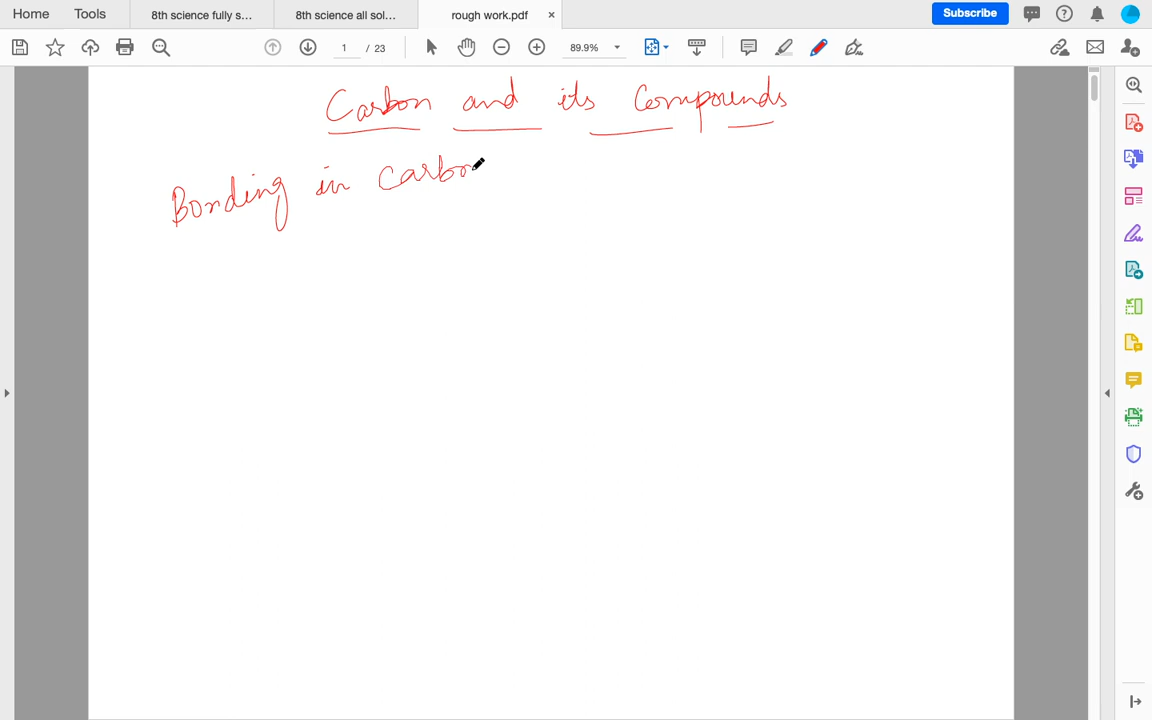 Home Tools 8th science fully s... 8th science all sol... rough work.pdf × Subscribe
1 / 23 89.9%
Carbon and its Compounds
Bonding in Carbon